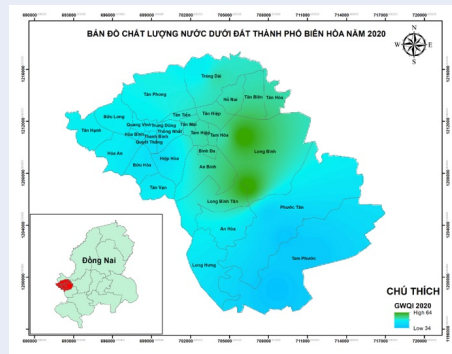 BẢN ĐỒ CHẤT LƯỢNG NƯỚC DƯỚI ĐẤT THÀNH PHỐ BIÊN HÒA NĂM 2020
N
W E
S
Trảng Dài
Tân Phong
Hố Nai
Tân Biên
Tân Hòa
Bửu Long
Tân Tiến
Tân Hiệp
Tân Hạnh
Quang Vinh
Trung Dũng
Tân Mai
Hòa Bình
Thống Nhất
Tam Hiệp
Tam Hòa
Thanh Bình
Quyết Thắng
Hóa An
Bửu Hòa
Hiệp Hòa
Bình Đa
Long Bình
An Bình
Tân Vạn
Long Bình Tân
Phước Tân
An Hòa
Long Hưng
Tam Phước
Đồng Nai
CHÚ THÍCH
GWQI 2020
High 64
Low 34